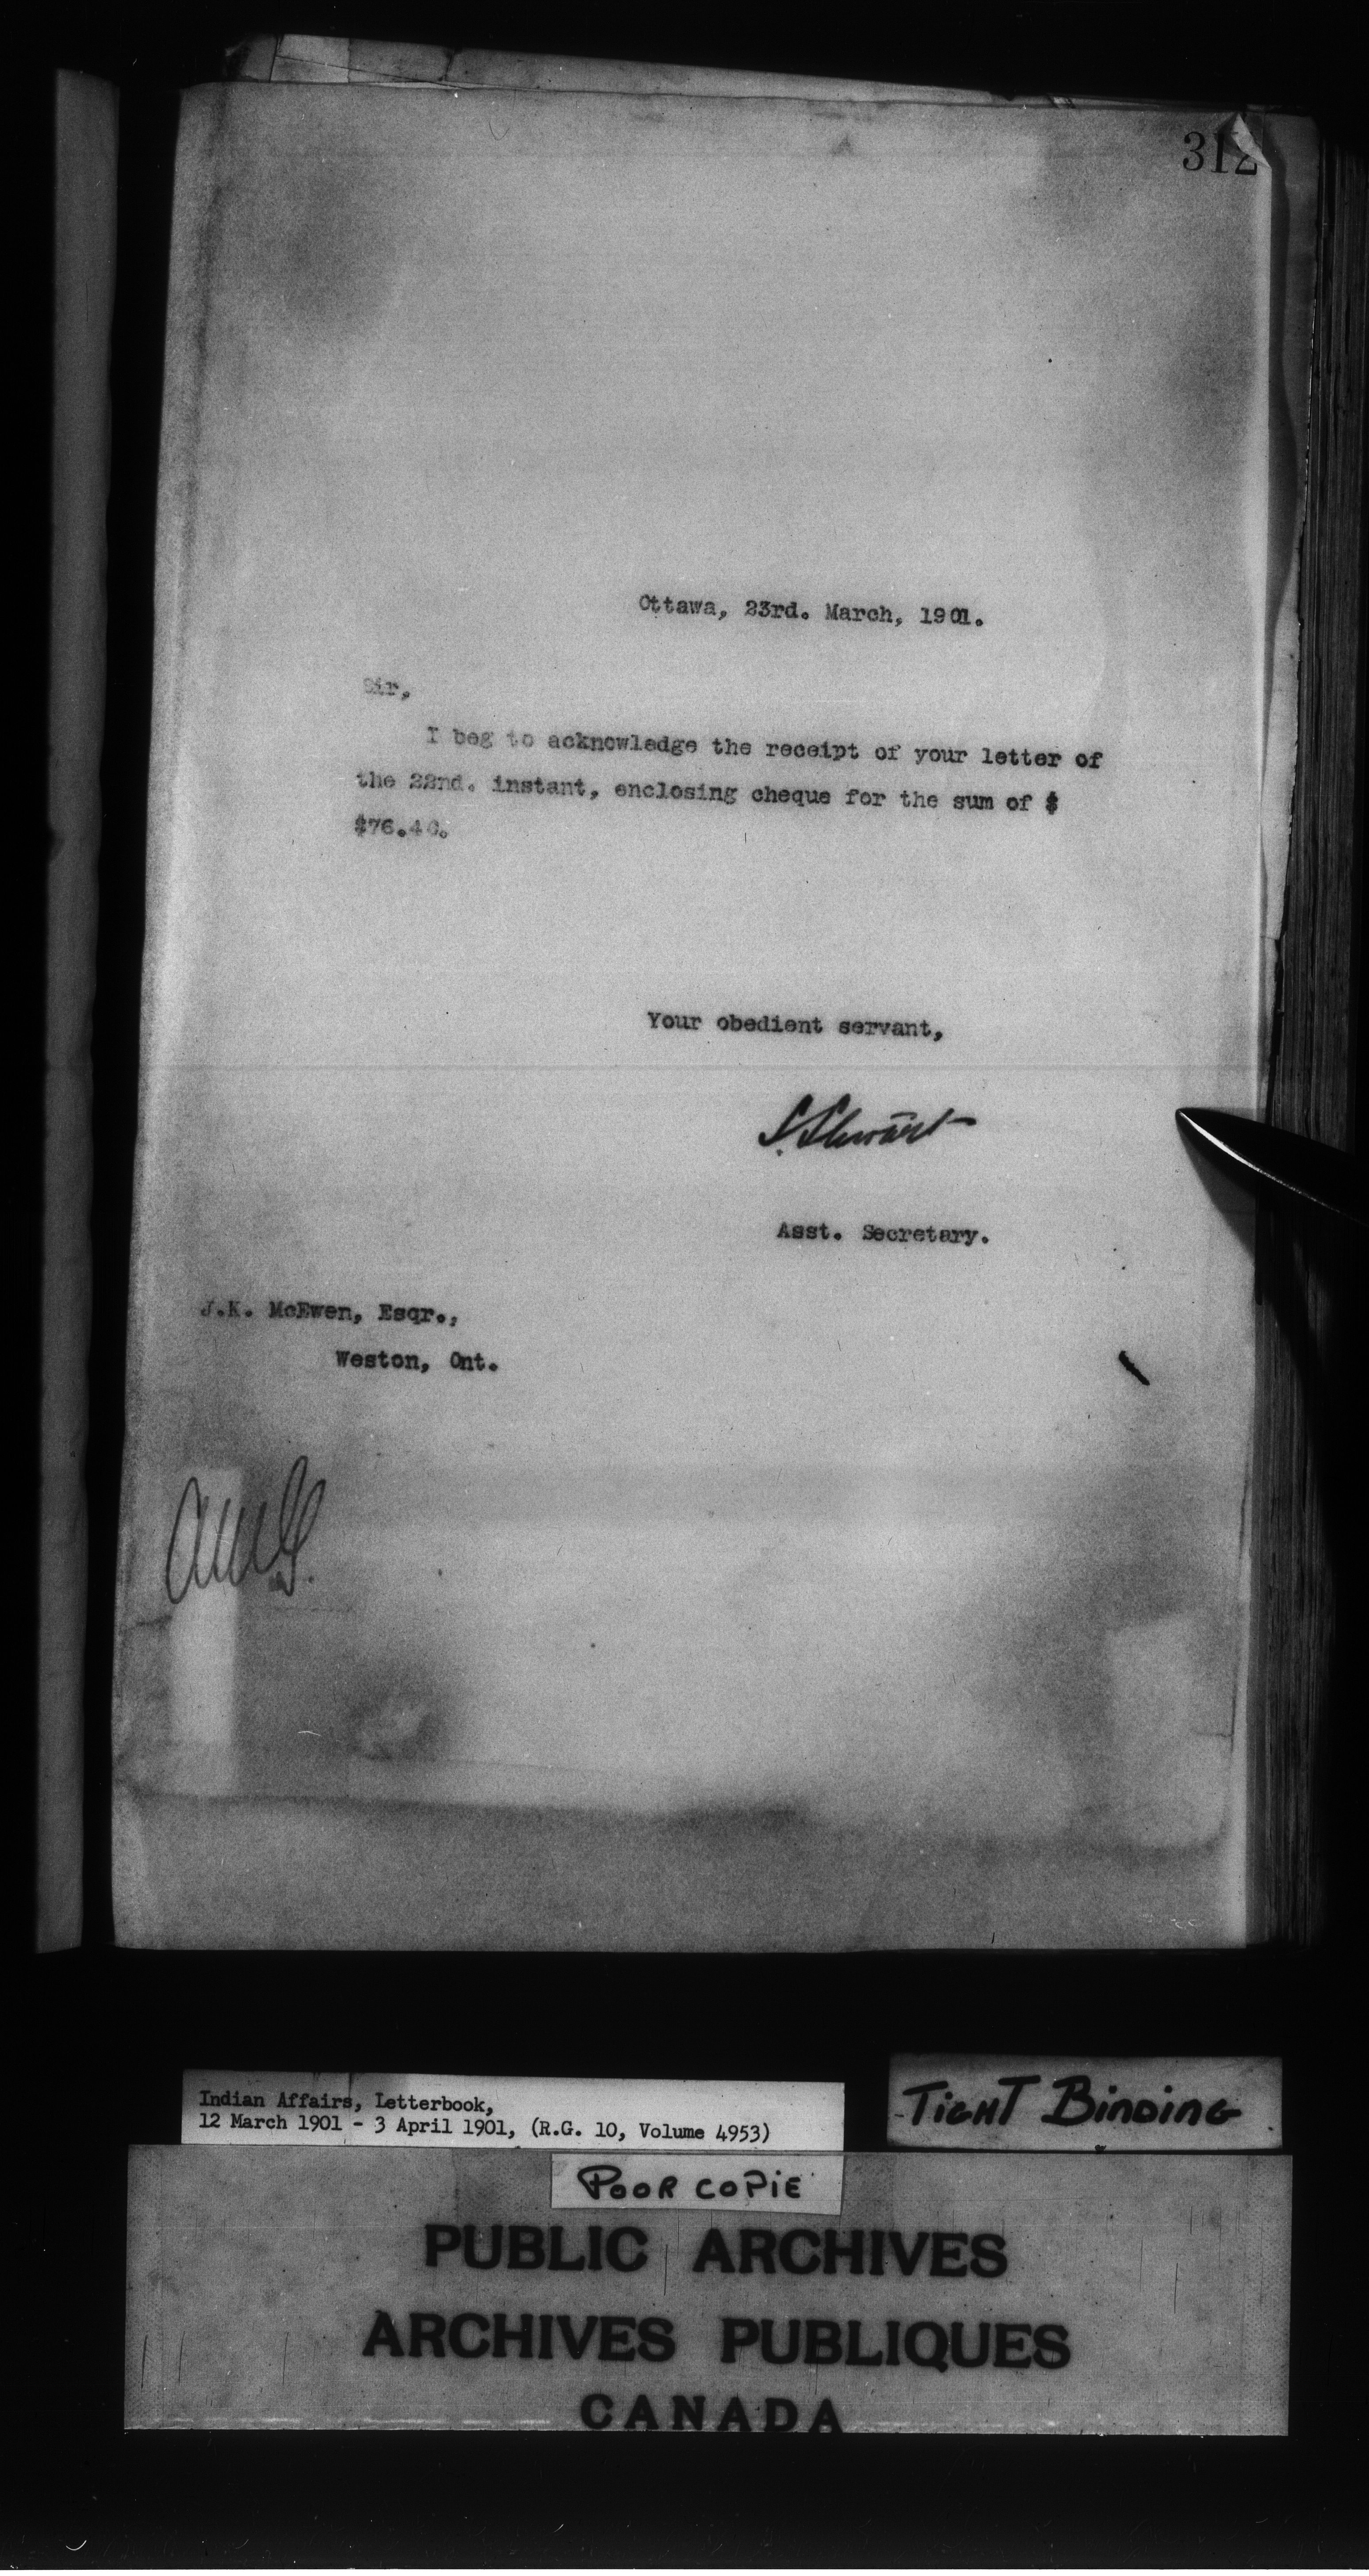 312
Ottawa, 23rd. March, 1901.
Sir,
I beg to acknowledge the receipt of your letter of
the 22nd. instant, enclosing cheque for the sum of $
$76.40.
Your obedient servant,
S. Stewart
Asst. Secretary.
J.K. McEwen, Esqr.,
Weston, Ont.
Indian Affairs, Letterbook,
12 March 1901 - 3 April 1901, (R.G. 10, Volume 4953)
TIGHT BINDING
POOR COPIE
PUBLIC ARCHIVES
ARCHIVES PUBLIQUES
CANADA